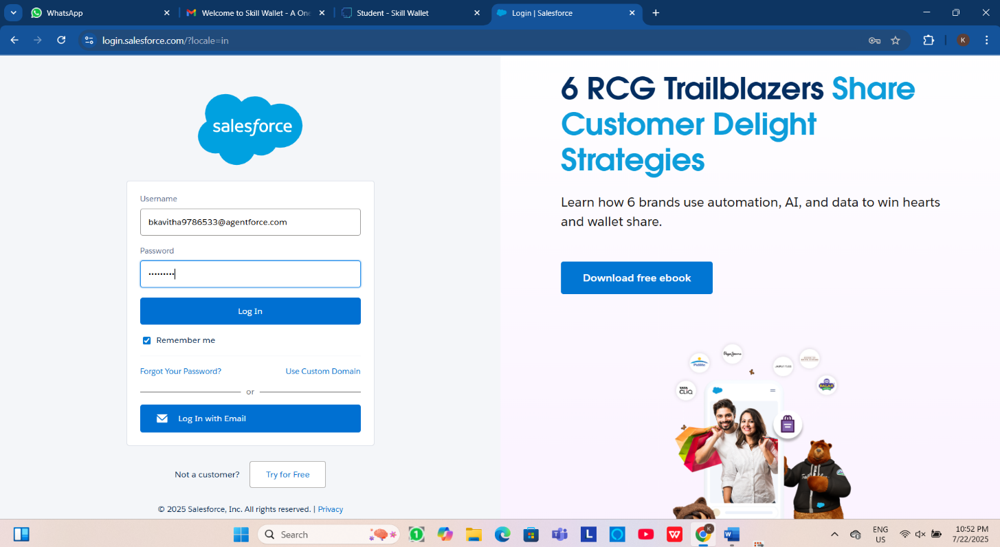 WhatsApp
Welcome to Skill Wallet - A One
Student - Skill Wallet
Login | Salesforce
login.salesforce.com/?locale=in
K
salesforce
Username
bkavitha9786533@agentforce.com
Password
•••••••••
Log In
Remember me
Forgot Your Password?
Use Custom Domain
or
Log In with Email
Not a customer?
Try for Free
© 2025 Salesforce, Inc. All rights reserved. | Privacy
6 RCG Trailblazers Share
Customer Delight
Strategies
Learn how 6 brands use automation, AI, and data to win hearts
and wallet share.
Download free ebook
TATA
CLiQ
Search
1
L
W
K
W
ENG
US
10:52 PM
7/22/2025